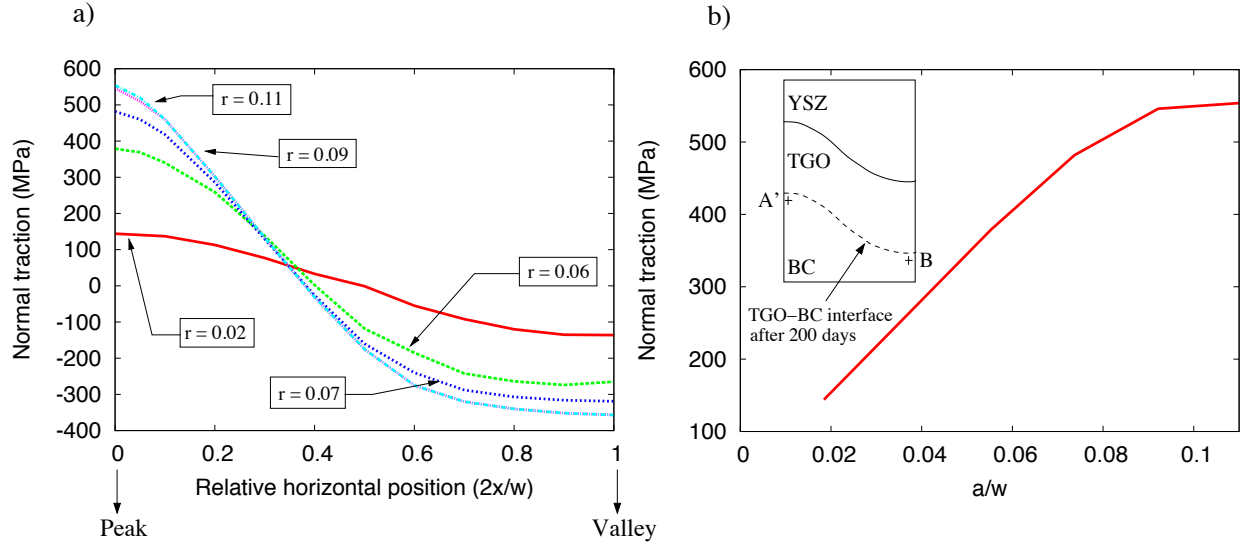 a)
600
500
400
300
200
100
0
-100
-200
-300
-400
Normal traction (MPa)
r = 0.11
r = 0.09
r = 0.06
r = 0.02
r = 0.07
0 0.2 0.4 0.6 0.8 1
Relative horizontal position (2x/w)
Peak
Valley
b)
600
500
400
300
200
100
Normal traction (MPa)
YSZ
TGO
A'
B
BC
TGO–BC interface
after 200 days
0 0.02 0.04 0.06 0.08 0.1
a/w